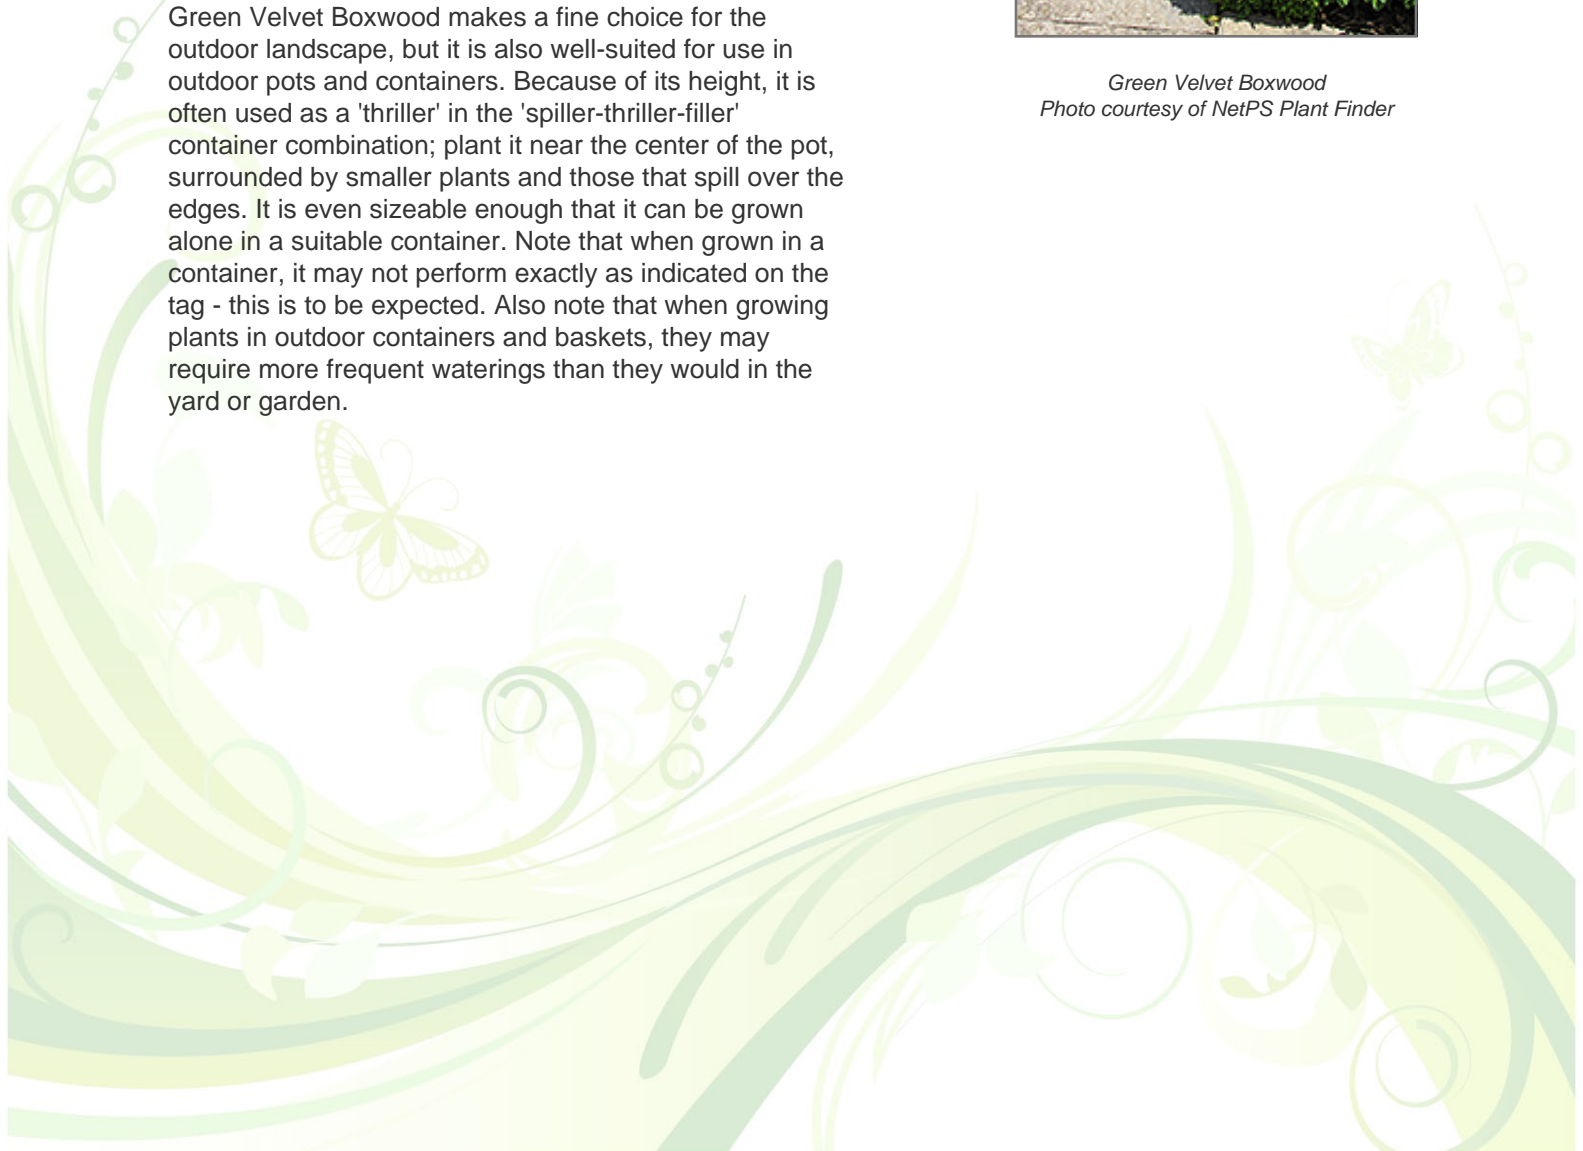 Green Velvet Boxwood makes a fine choice for the
outdoor landscape, but it is also well-suited for use in
outdoor pots and containers. Because of its height, it is
often used as a 'thriller' in the 'spiller-thriller-filler'
container combination; plant it near the center of the pot,
surrounded by smaller plants and those that spill over the
edges. It is even sizeable enough that it can be grown
alone in a suitable container. Note that when grown in a
container, it may not perform exactly as indicated on the
tag - this is to be expected. Also note that when growing
plants in outdoor containers and baskets, they may
require more frequent waterings than they would in the
yard or garden.
Green Velvet Boxwood
Photo courtesy of NetPS Plant Finder